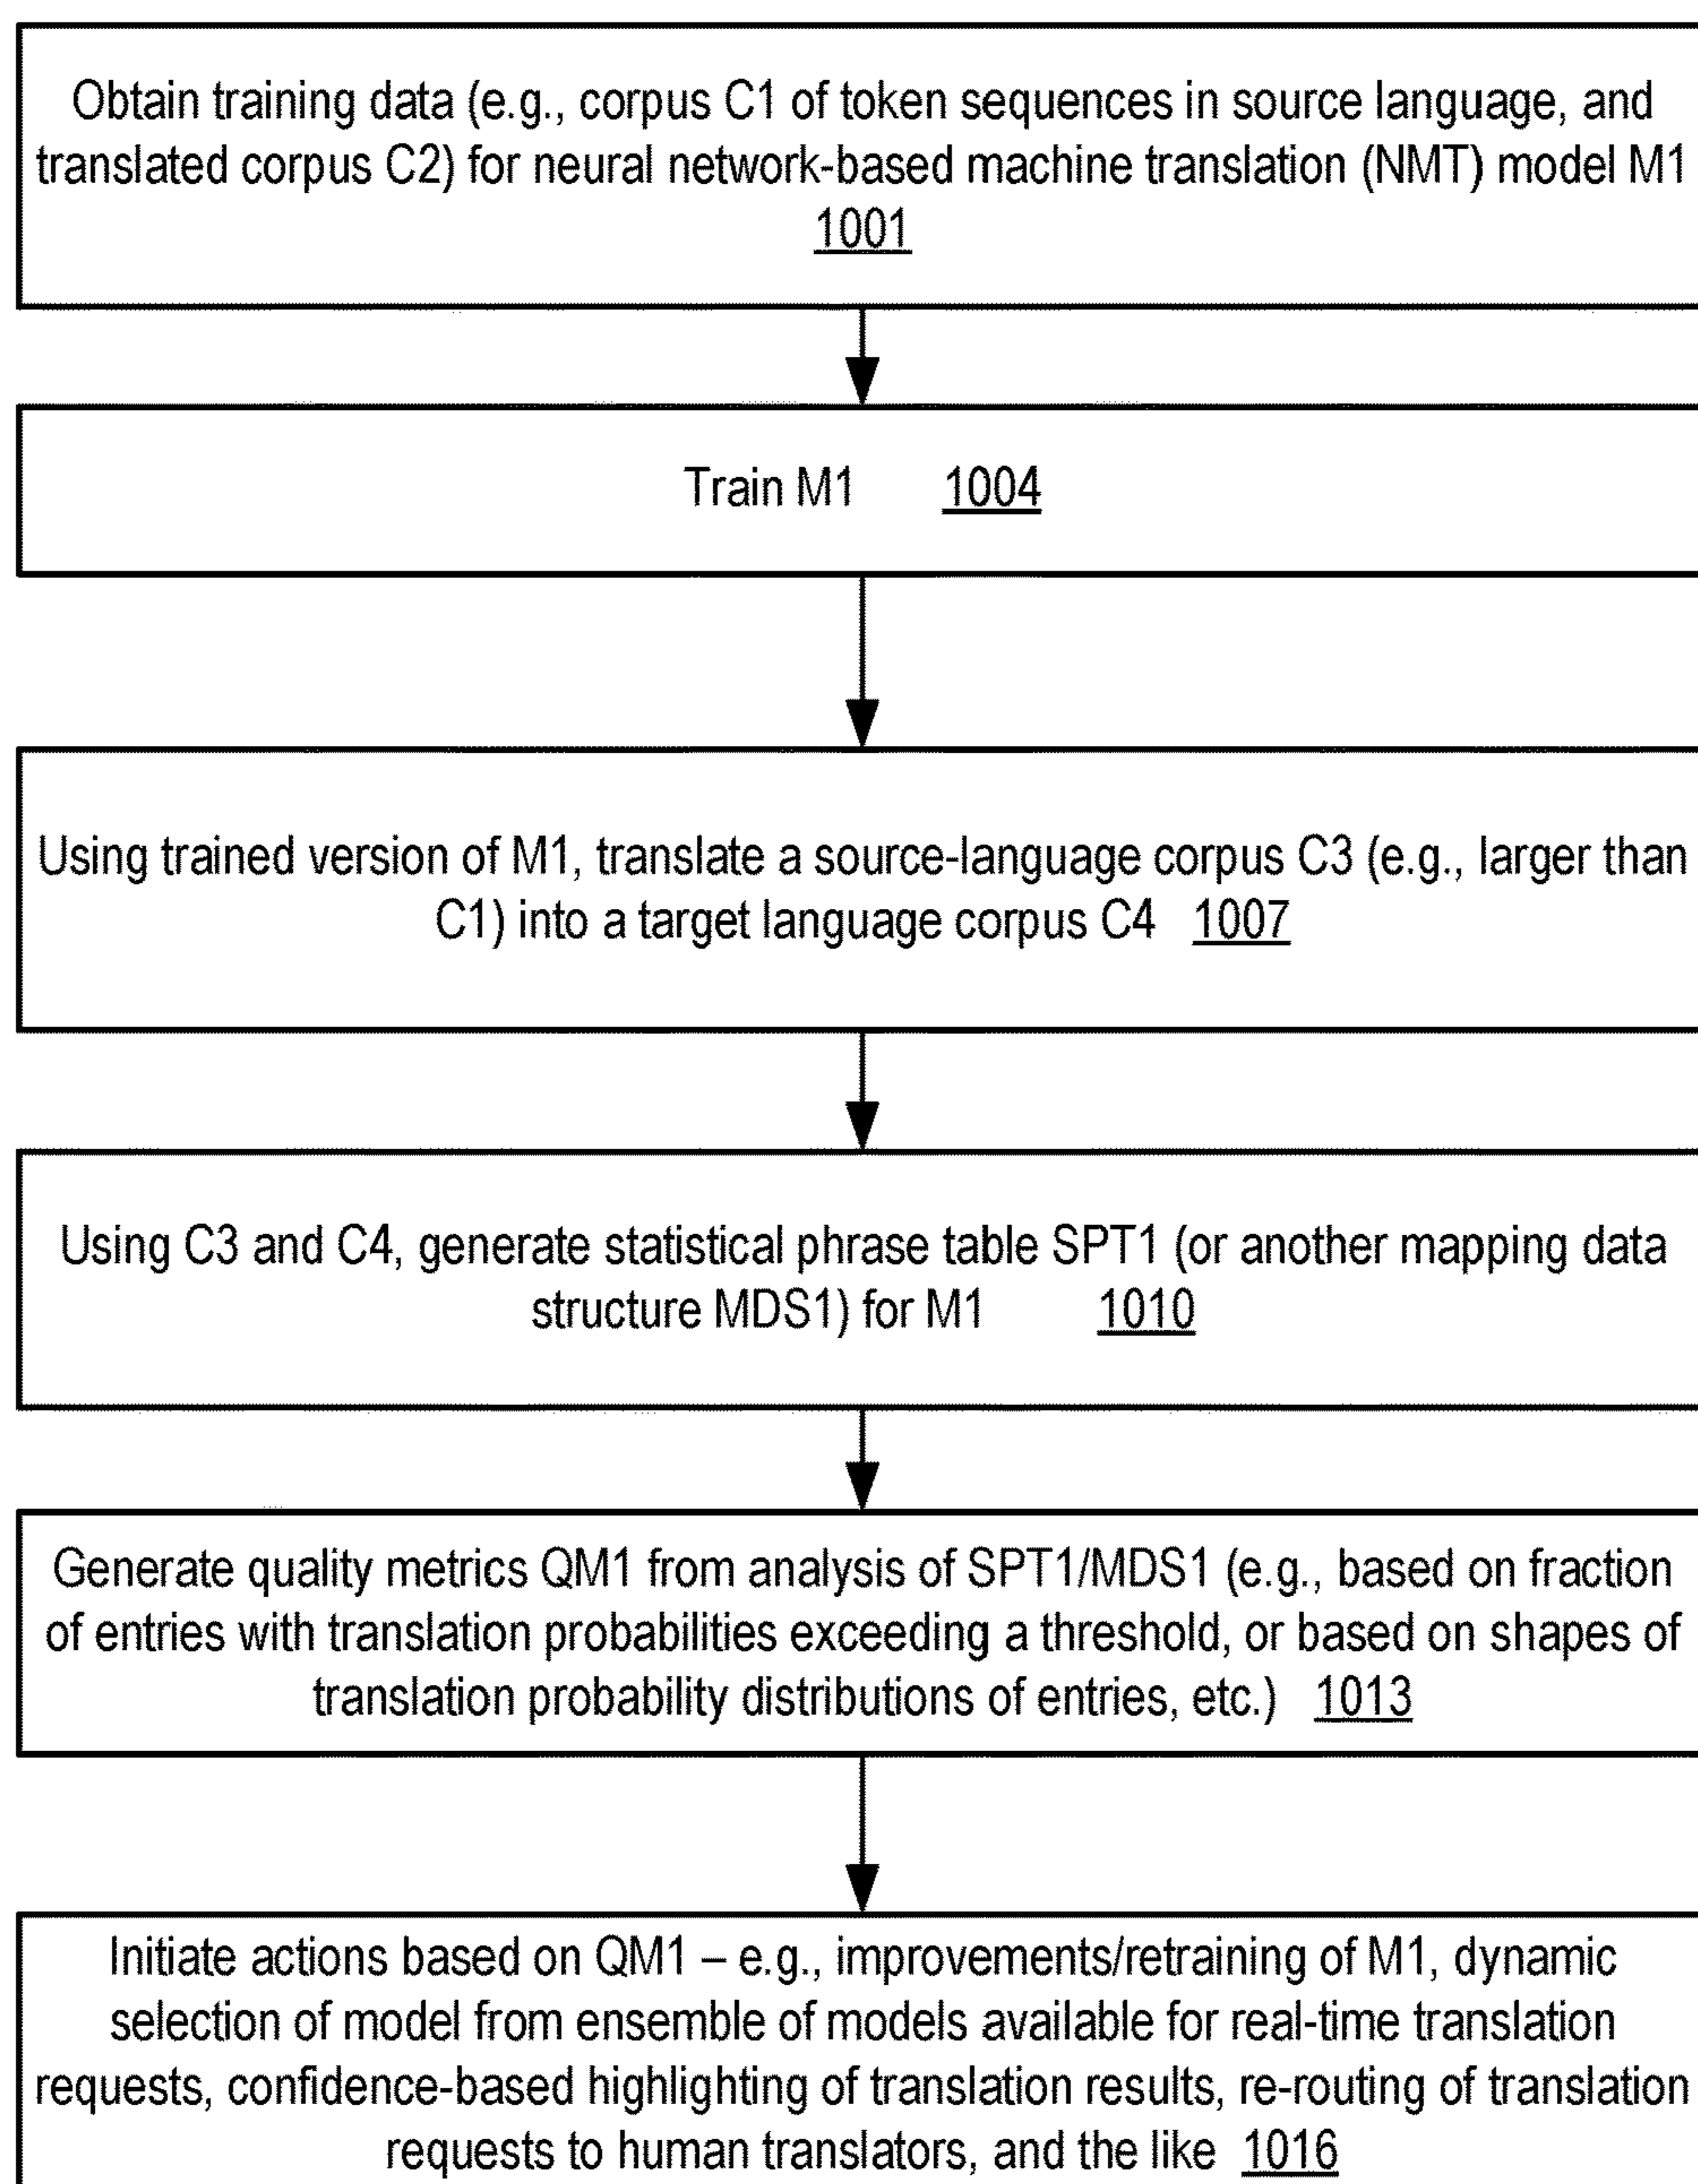 Obtain training data (e.g., corpus C1 of token sequences in source language, and
translated corpus C2) for neural network-based machine translation (NMT) model M1
1001
Train M1 1004
Using trained version of M1, translate a source-language corpus C3 (e.g., larger than
C1) into a target language corpus C4 1007
Using C3 and C4, generate statistical phrase table SPT1 (or another mapping data
structure MDS1) for M1 1010
Generate quality metrics QM1 from analysis of SPT1/MDS1 (e.g., based on fraction
of entries with translation probabilities exceeding a threshold, or based on shapes of
translation probability distributions of entries, etc.) 1013
Initiate actions based on QM1 – e.g., improvements/retraining of M1, dynamic
selection of model from ensemble of models available for real-time translation
requests, confidence-based highlighting of translation results, re-routing of translation
requests to human translators, and the like 1016